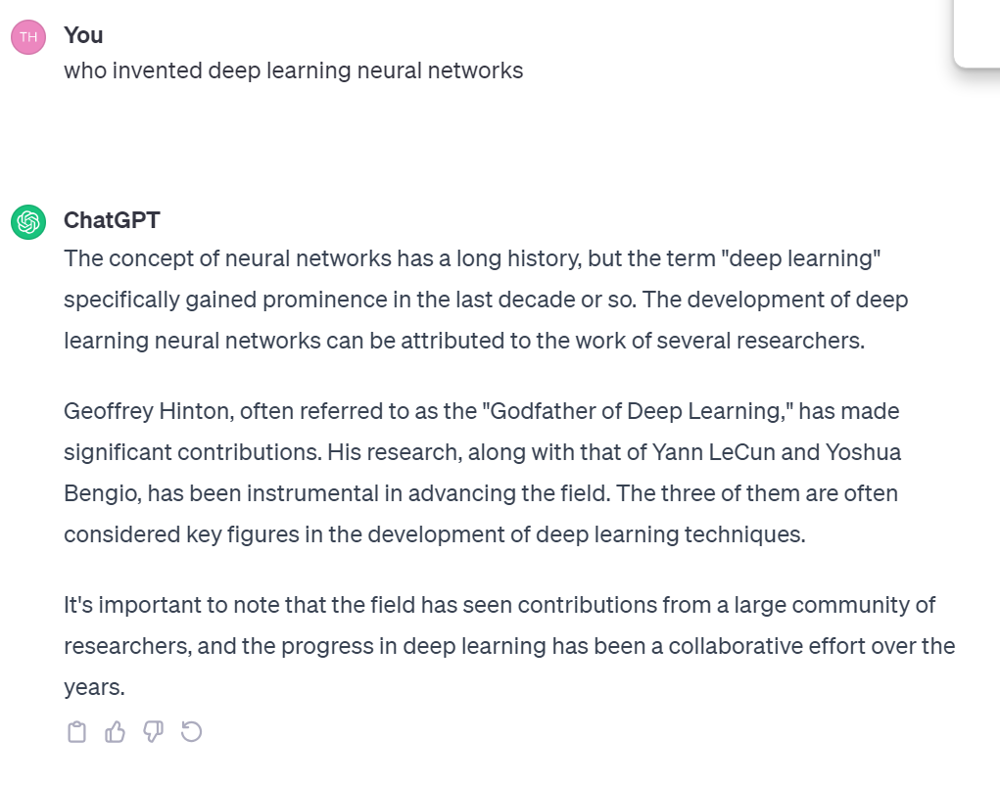 TH
You
who invented deep learning neural networks
ChatGPT
The concept of neural networks has a long history, but the term "deep learning"
specifically gained prominence in the last decade or so. The development of deep
learning neural networks can be attributed to the work of several researchers.
Geoffrey Hinton, often referred to as the "Godfather of Deep Learning," has made
significant contributions. His research, along with that of Yann LeCun and Yoshua
Bengio, has been instrumental in advancing the field. The three of them are often
considered key figures in the development of deep learning techniques.
It's important to note that the field has seen contributions from a large community of
researchers, and the progress in deep learning has been a collaborative effort over the
years.